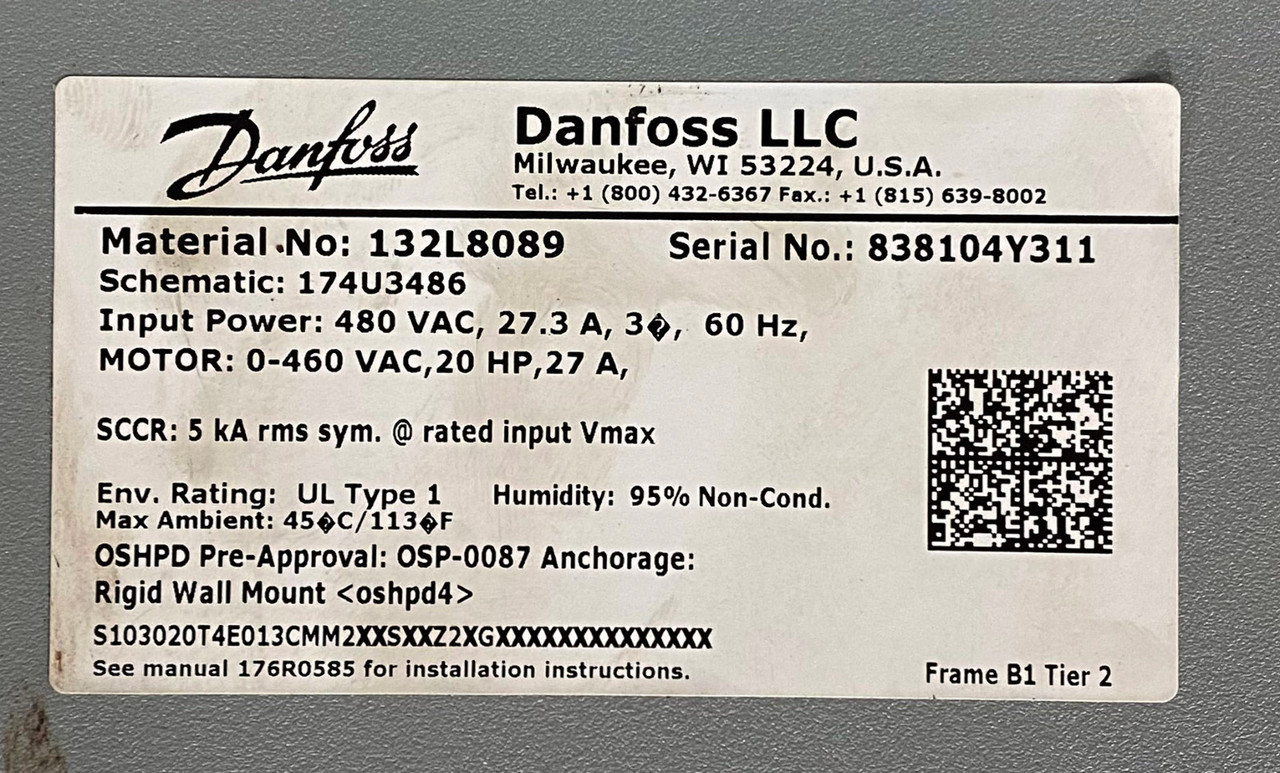 Danfoss
Danfoss LLC
Milwaukee, WI 53224, U.S.A.
Tel.: +1 (800) 432-6367 Fax.: +1 (815) 639-8002
Material No: 132L8089 Serial No.: 838104Y311
Schematic: 174U3486
Input Power: 480 VAC, 27.3 A, 3�, 60 Hz,
MOTOR: 0-460 VAC,20 HP,27 A,
SCCR: 5 kA rms sym. @ rated input Vmax
Env. Rating: UL Type 1 Humidity: 95% Non-Cond.
Max Ambient: 45�C/113�F
OSHPD Pre-Approval: OSP-0087 Anchorage:
Rigid Wall Mount <oshpd4>
S103020T4E013CMM2XXSXXZ2XGXXXXXXXXXXXXXX
See manual 176R0585 for installation instructions.
Frame B1 Tier 2